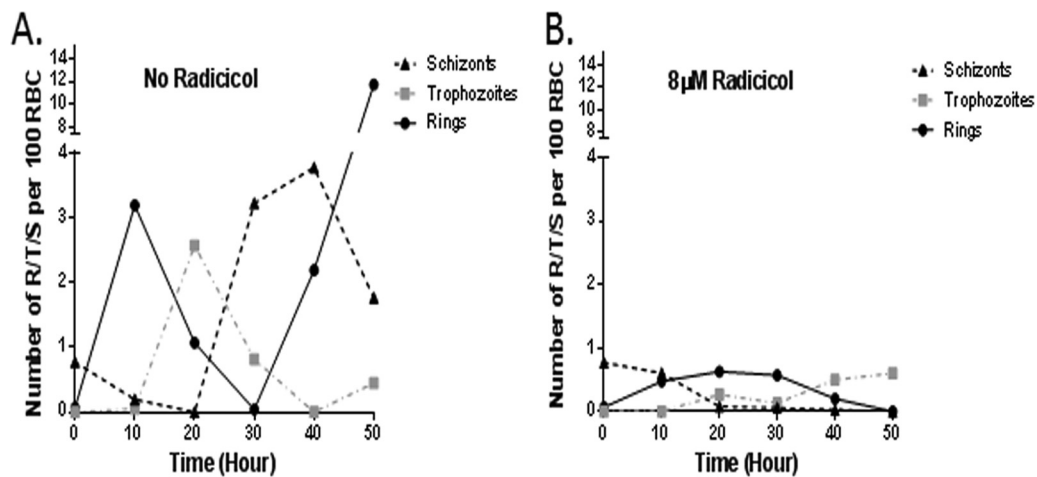 A.
No Radicicol
Schizonts
Trophozoites
Rings
Number of R/T/S per 100 RBC
14
12
10
8
4
3
2
1
0
0 10 20 30 40 50
Time (Hour)
B.
8µM Radicicol
Schizonts
Trophozoites
Rings
Number of R/T/S per 100 RBC
14
12
10
8
4
3
2
1
0
0 10 20 30 40 50
Time (Hour)